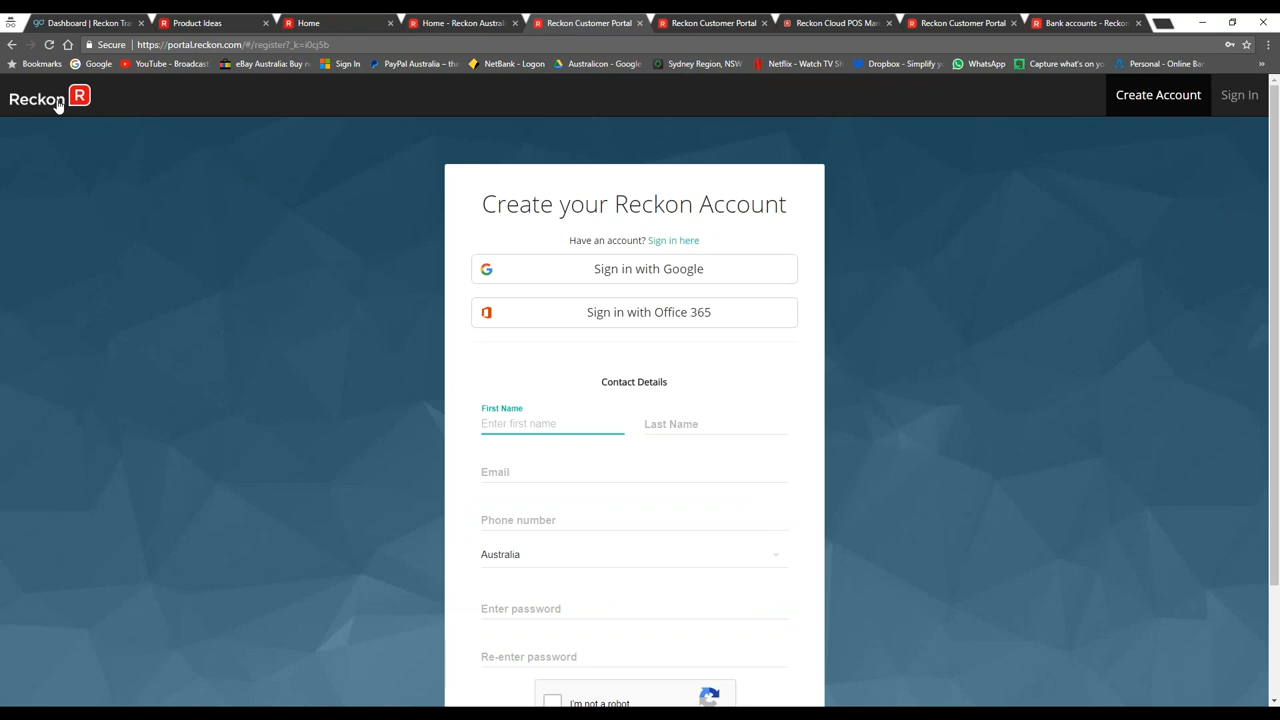 Dashboard | Reckon Tra
Product Ideas
Home
Home - Reckon Austral
Reckon Customer Portal
Reckon Customer Portal
Reckon Cloud POS Man
Reckon Customer Portal
Bank accounts - Reckon
Secure
https://portal.reckon.com/#/register?_k=i0cj5b
Bookmarks
Google
YouTube - Broadcast
eBay Australia: Buy n
Sign In
PayPal Australia – the
NetBank - Logon
Australicon - Google
Sydney Region, NSW
Netflix - Watch TV Sh
Dropbox - Simplify yo
WhatsApp
Capture what's on yo
Personal - Online Ban
Reckon R
Create Account
Sign In
Create your Reckon Account
Have an account? Sign in here
Sign in with Google
Sign in with Office 365
Contact Details
First Name
Enter first name
Last Name
Email
Phone number
Australia
Enter password
Re-enter password
I'm not a robot